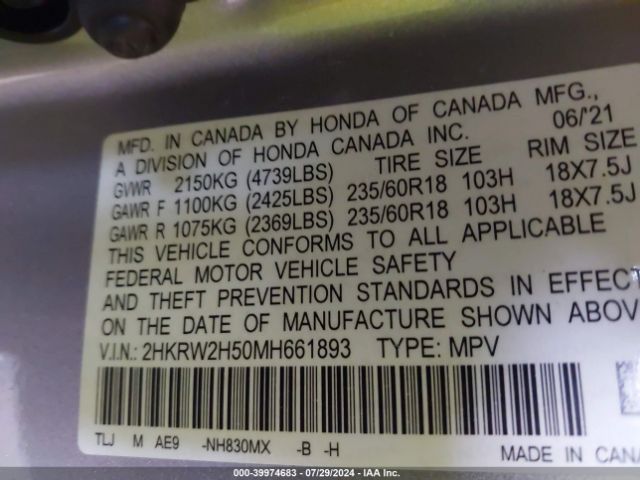 MFD. IN CANADA BY HONDA OF CANADA MFG.,
A DIVISION OF HONDA CANADA INC. 06/'21
GVWR 2150KG (4739LBS) TIRE SIZE RIM SIZE
GAWR F 1100KG (2425LBS) 235/60R18 103H 18X7.5J
GAWR R 1075KG (2369LBS) 235/60R18 103H 18X7.5J
THIS VEHICLE CONFORMS TO ALL APPLICABLE
FEDERAL MOTOR VEHICLE SAFETY
AND THEFT PREVENTION STANDARDS IN EFFECT
ON THE DATE OF MANUFACTURE SHOWN ABOV
V.I.N.: 2HKRW2H50MH661893 TYPE: MPV
TLJ M AE9 -NH830MX -B -H MADE IN CANA
000-39974683 - 07/29/2024 - IAA Inc.